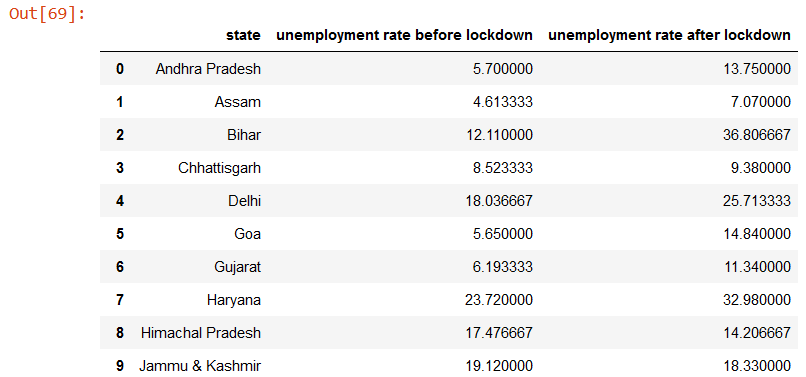 Out[69]:
state unemployment rate before lockdown unemployment rate after lockdown
0 Andhra Pradesh 5.700000 13.750000
1 Assam 4.613333 7.070000
2 Bihar 12.110000 36.806667
3 Chhattisgarh 8.523333 9.380000
4 Delhi 18.036667 25.713333
5 Goa 5.650000 14.840000
6 Gujarat 6.193333 11.340000
7 Haryana 23.720000 32.980000
8 Himachal Pradesh 17.476667 14.206667
9 Jammu & Kashmir 19.120000 18.330000